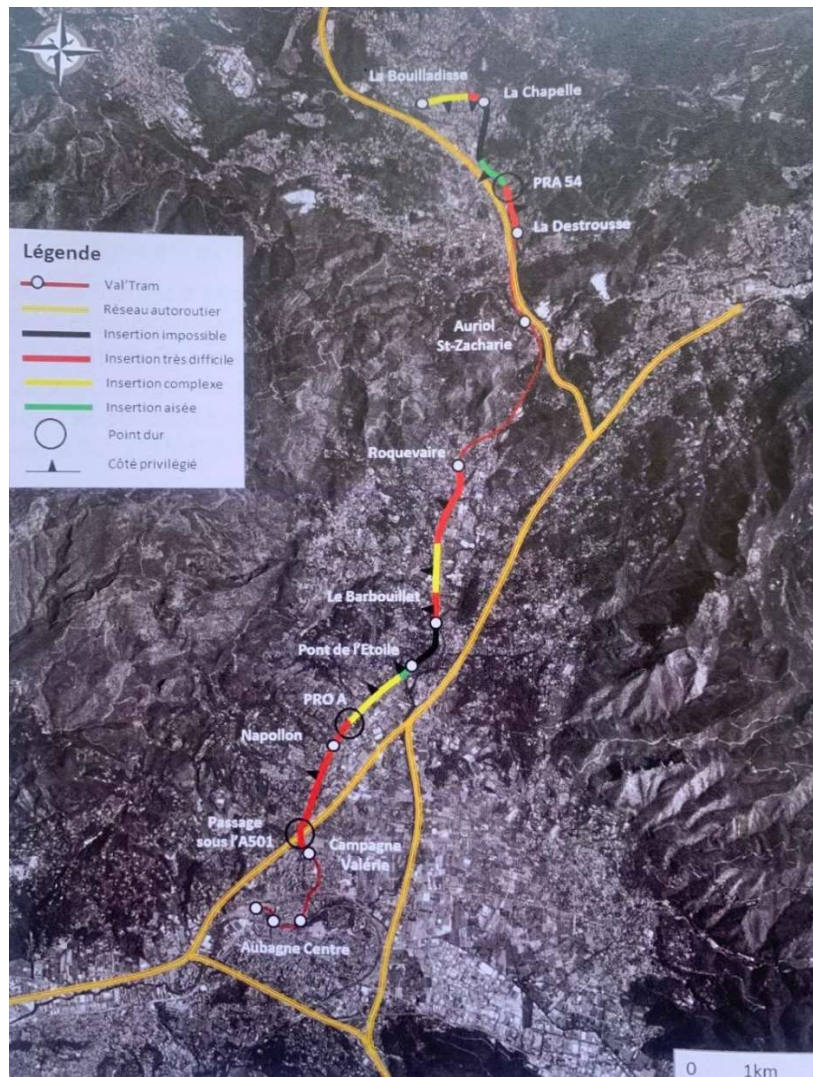 La Bouilladisse
La Chapelle
PRA 54
La Destrousse
Légende
Val'Tram
Réseau autoroutier
Insertion impossible
Insertion très difficile
Insertion complexe
Insertion aisée
Point dur
Côté privilégié
Auriol
St-Zacharie
Roquevaire
Le Barbouillet
Pont de l'Etoile
PRO A
Napollon
Passage
sous l'A501
Campagne
Valérie
Aubagne Centre
0 1km